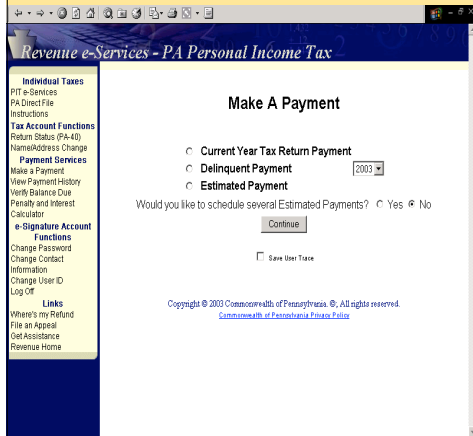 Revenue e-Services - PA Personal Income Tax
Individual Taxes
PIT e-Services
PA Direct File
Instructions
Tax Account Functions
Return Status (PA-40)
Name/Address Change
Payment Services
Make a Payment
View Payment History
Verify Balance Due
Penalty and Interest
Calculator
e-Signature Account
Functions
Change Password
Change Contact
Information
Change User ID
Log Off
Links
Where's my Refund
File an Appeal
Get Assistance
Revenue Home
Make A Payment
Current Year Tax Return Payment
Delinquent Payment 2003
Estimated Payment
Would you like to schedule several Estimated Payments? Yes No
Continue
Save User Trace
Copyright © 2003 Commonwealth of Pennsylvania. ©; All rights reserved.
Commonwealth of Pennsylvania Privacy Policy